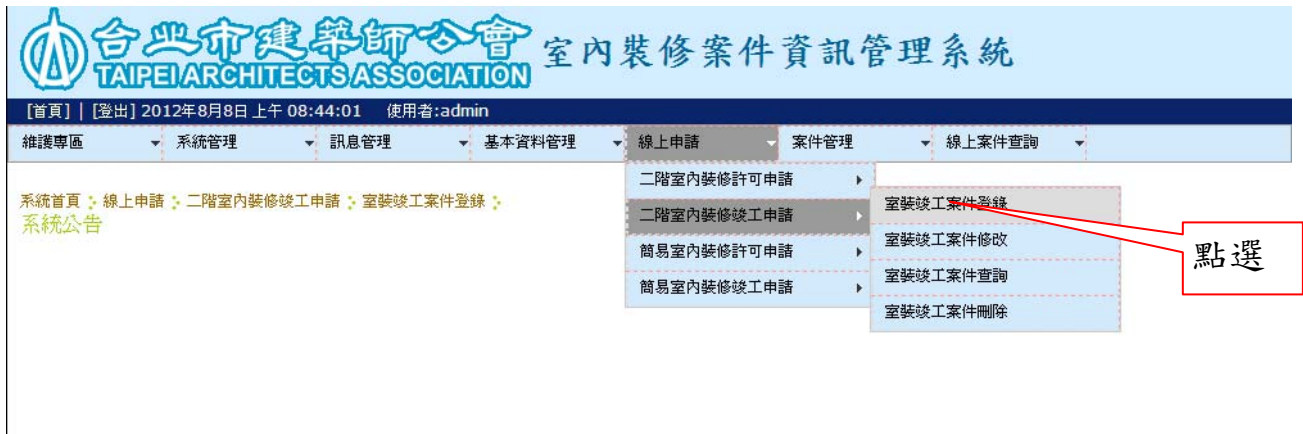 台北市建築師公會 室內裝修案件資訊管理系統
TAIPEI ARCHITECTS ASSOCIATION
[首頁] | [登出] 2012年8月8日 上午 08:44:01 使用者:admin
維護專區 系統管理 訊息管理 基本資料管理 線上申請 案件管理 線上案件查詢
二階室內裝修許可申請
系統首頁 : 線上申請 : 二階室內裝修竣工申請 : 室裝竣工案件登錄 :
系統公告
二階室內裝修竣工申請
簡易室內裝修許可申請
簡易室內裝修竣工申請
室裝竣工案件登錄
室裝竣工案件修改
室裝竣工案件查詢
室裝竣工案件刪除
點選